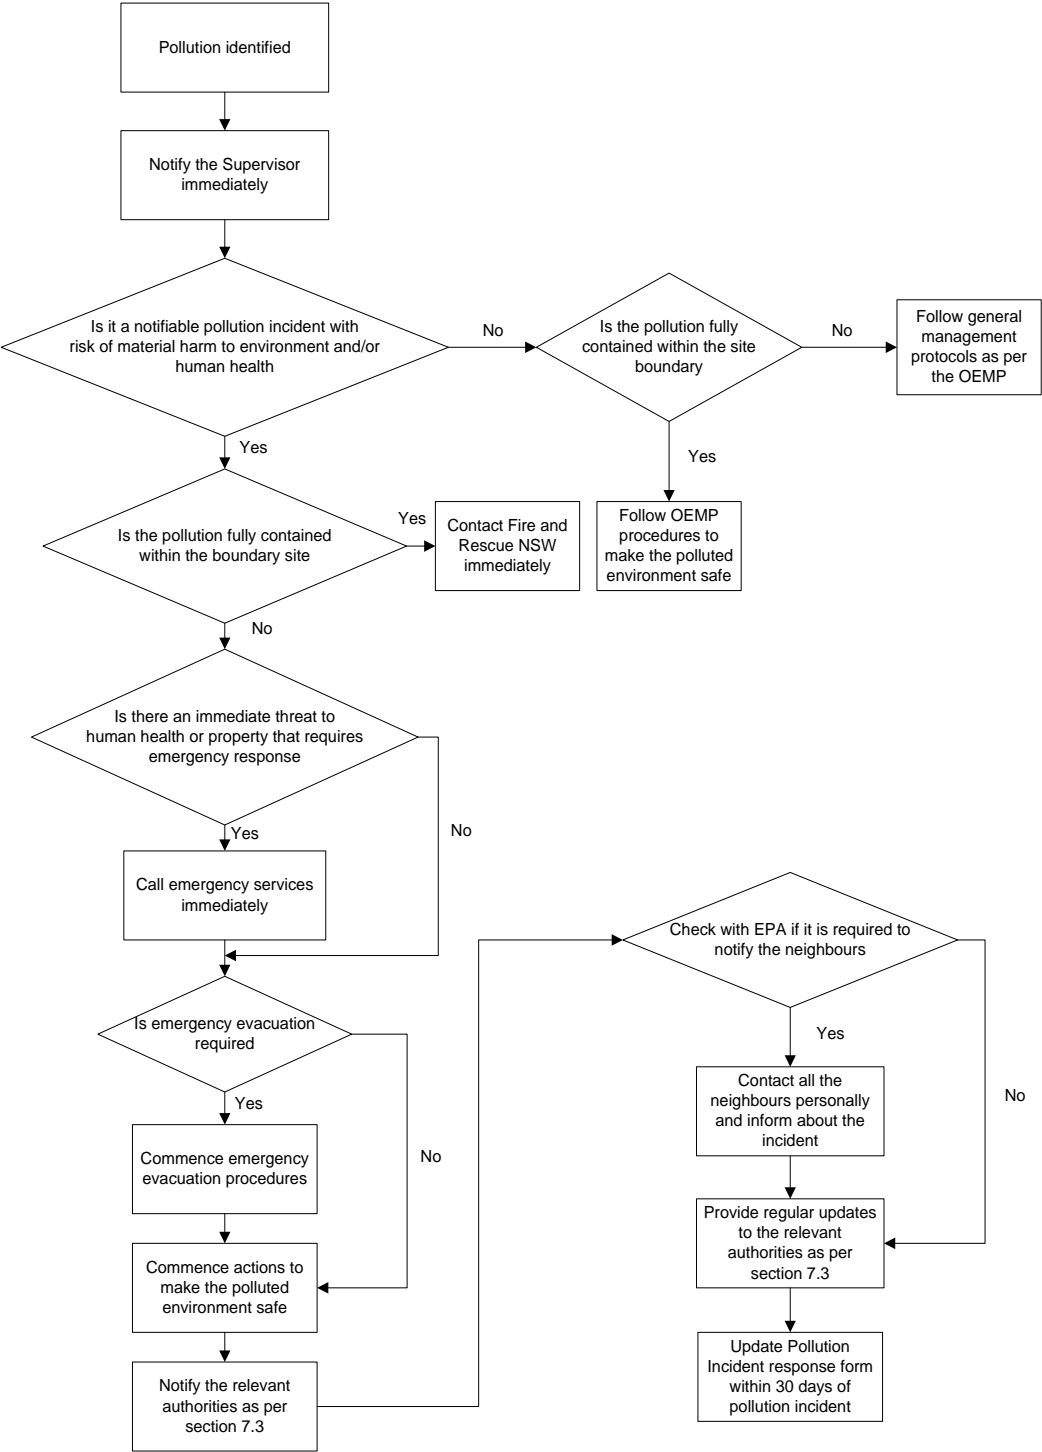 Pollution identified
Notify the Supervisor
immediately
Is it a notifiable pollution incident with
risk of material harm to environment and/or
human health
No
Is the pollution fully
contained within the site
boundary
No
Follow general
management
protocols as per
the OEMP
Yes
Yes
Is the pollution fully contained
within the boundary site
Yes
Contact Fire and
Rescue NSW
immediately
Follow OEMP
procedures to
make the polluted
environment safe
No
Is there an immediate threat to
human health or property that requires
emergency response
No
Yes
Call emergency services
immediately
Is emergency evacuation
required
Yes
No
Commence emergency
evacuation procedures
Commence actions to
make the polluted
environment safe
Notify the relevant
authorities as per
section 7.3
Check with EPA if it is required to
notify the neighbours
Yes
No
Contact all the
neighbours personally
and inform about the
incident
Provide regular updates
to the relevant
authorities as per
section 7.3
Update Pollution
Incident response form
within 30 days of
pollution incident